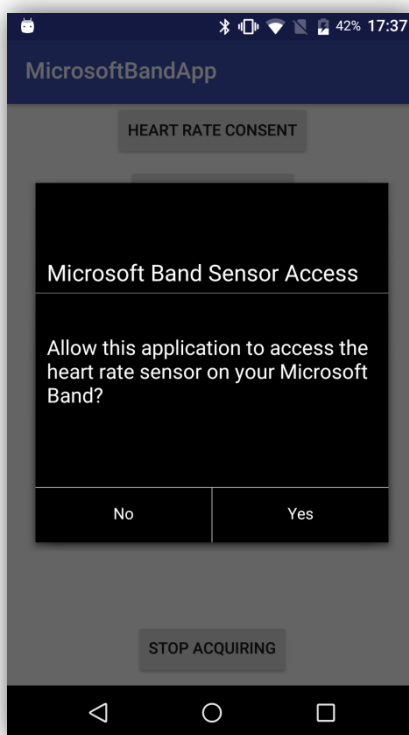 42% 17:37
MicrosoftBandApp
HEART RATE CONSENT
Microsoft Band Sensor Access
Allow this application to access the
heart rate sensor on your Microsoft
Band?
No Yes
STOP ACQUIRING